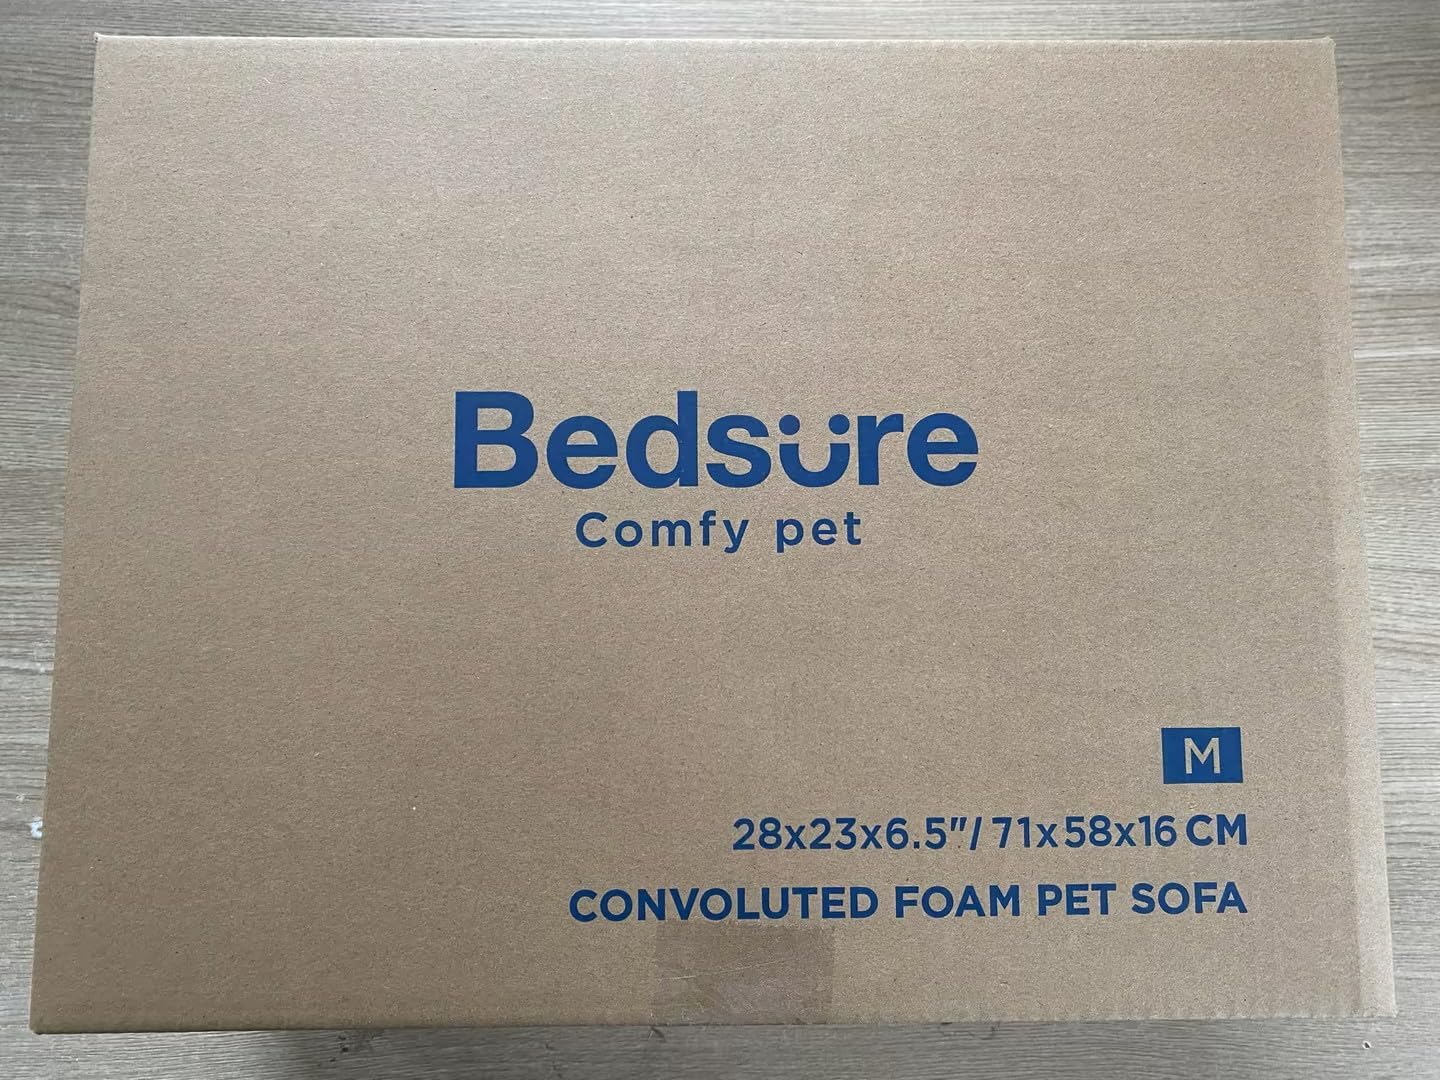 Bedsure
Comfy pet
M
28x23x6.5"/71x58x16 CM
CONVOLUTED FOAM PET SOFA